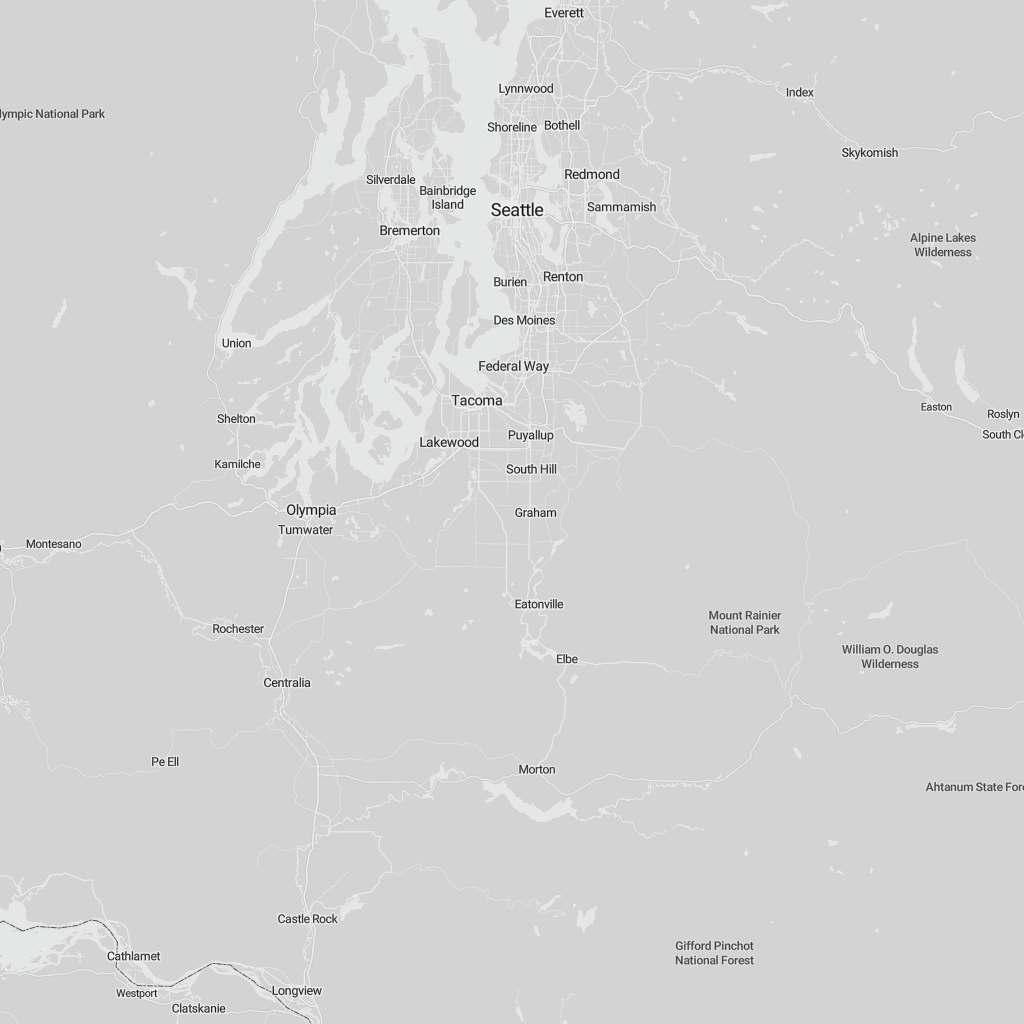 Everett
Lynnwood
Index
lympic National Park
Shoreline
Bothell
Skykomish
Silverdale
Redmond
Bainbridge
Island
Seattle
Sammamish
Bremerton
Alpine Lakes
Wilderness
Burien
Renton
Des Moines
Union
Federal Way
Tacoma
Easton
Roslyn
Shelton
Lakewood
Puyallup
South Cl
Kamilche
South Hill
Olympia
Graham
Tumwater
Montesano
Eatonville
Mount Rainier
National Park
Rochester
William O. Douglas
Wilderness
Elbe
Centralia
Pe Ell
Morton
Ahtanum State Fore
Castle Rock
Gifford Pinchot
National Forest
Cathlamet
Westport
Longview
Clatskanie